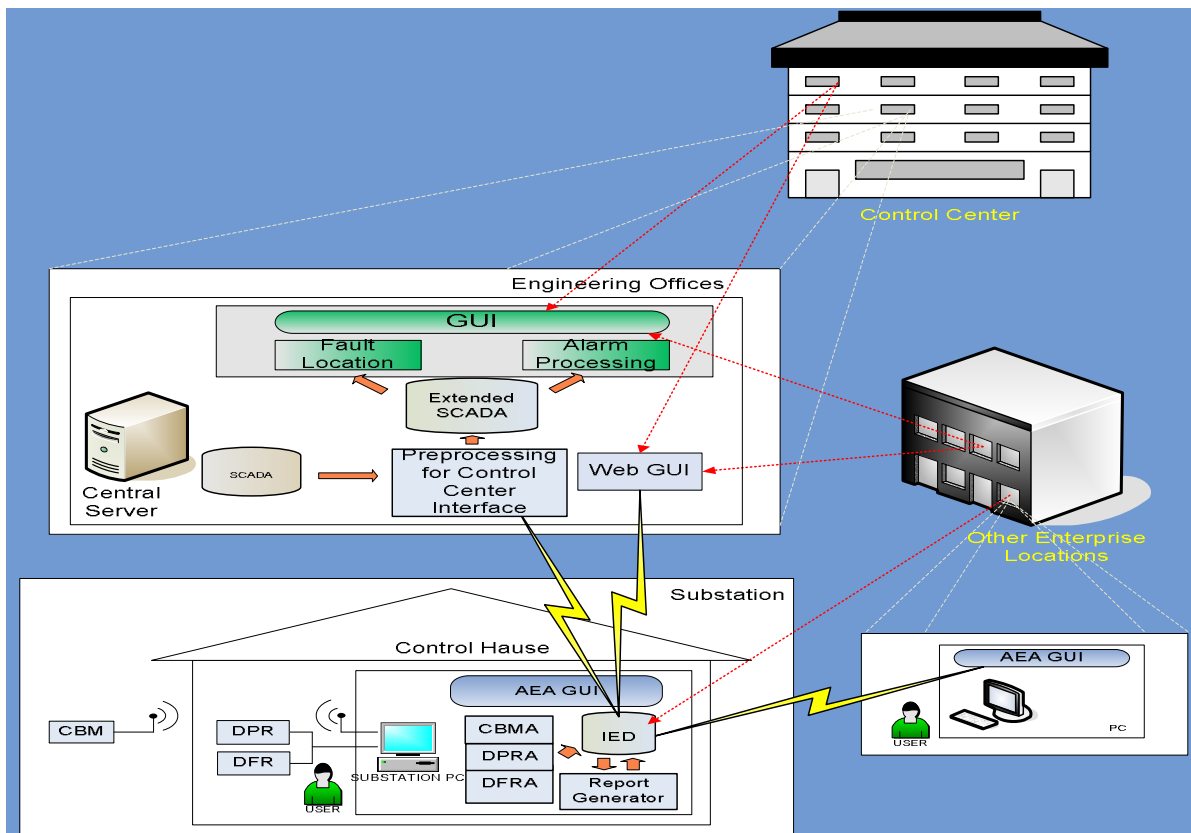 Control Center
Engineering Offices
GUI
Fault
Location
Alarm
Processing
Extended
SCADA
Central
Server
SCADA
Preprocessing
for Control
Center
Interface
Web GUI
Other Enterprise
Locations
Substation
Control Hause
AEA GUI
CBM
DPR
DFR
USER
SUBSTATION PC
CBMA
DPRA
DFRA
IED
Report
Generator
AEA GUI
USER
PC